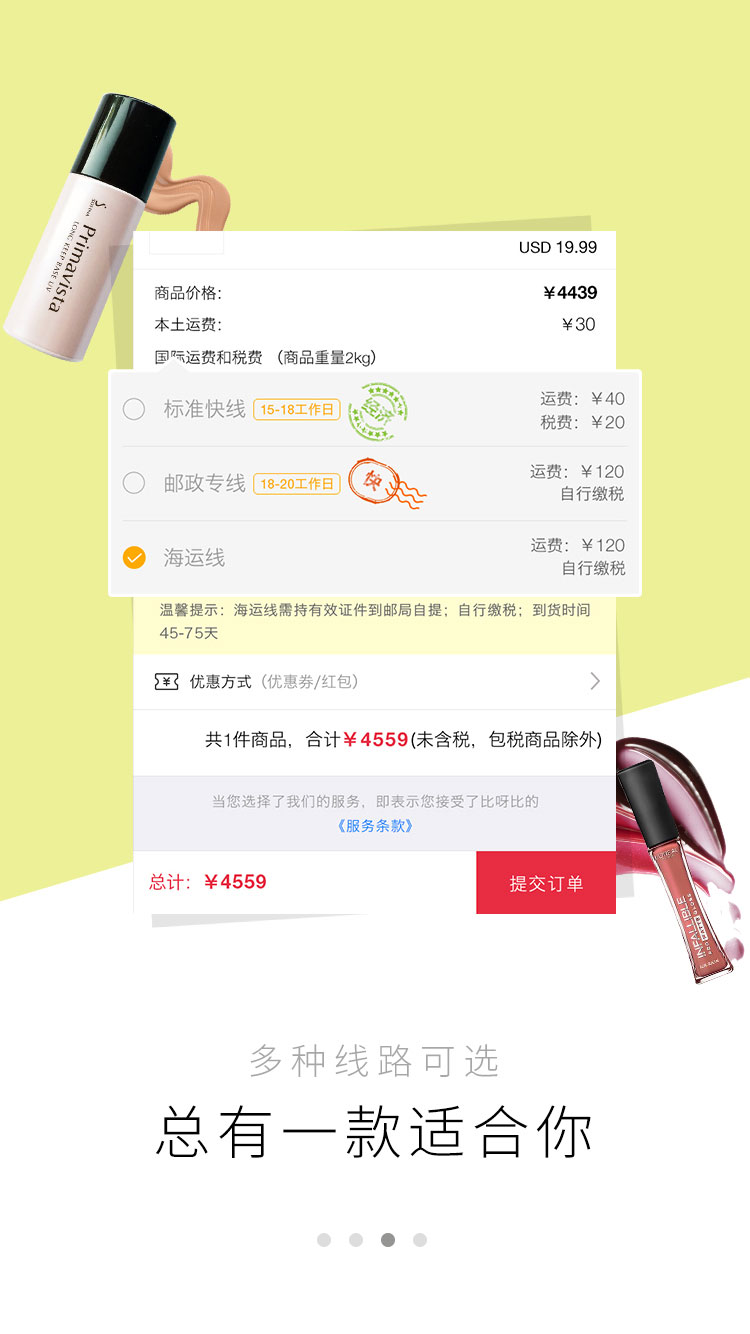 SOFINA
Primavista
LONG KEEP BASE UV
USD 19.99
商品价格：
￥4439
本土运费：
￥30
国际运费和税费 （商品重量2kg）
标准快线 15-18工作日 经济
运费：￥40
税费：￥20
邮政专线 18-20工作日 快
运费：￥120
自行缴税
海运线
运费：￥120
自行缴税
温馨提示：海运线需持有效证件到邮局自提；自行缴税；到货时间
45-75天
优惠方式（优惠券/红包）
共1件商品，合计￥4559(未含税，包税商品除外)
当您选择了我们的服务，即表示您接受了比呀比的
《服务条款》
总计：￥4559
提交订单
INFALLIBLE
多种线路可选
总有一款适合你